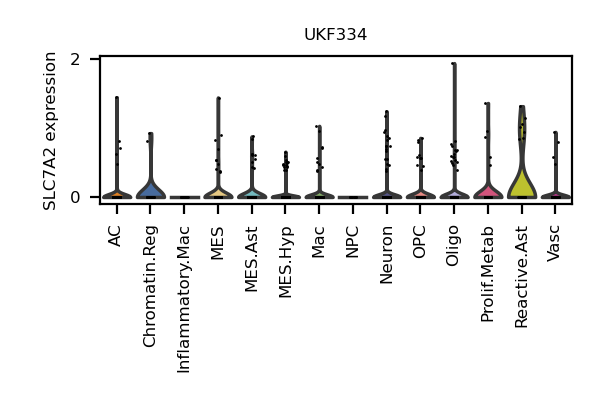 UKF334
SLC7A2 expression
2
0
AC
Chromatin.Reg
Inflammatory.Mac
MES
MES.Ast
MES.Hyp
Mac
NPC
Neuron
OPC
Oligo
Prolif.Metab
Reactive.Ast
Vasc